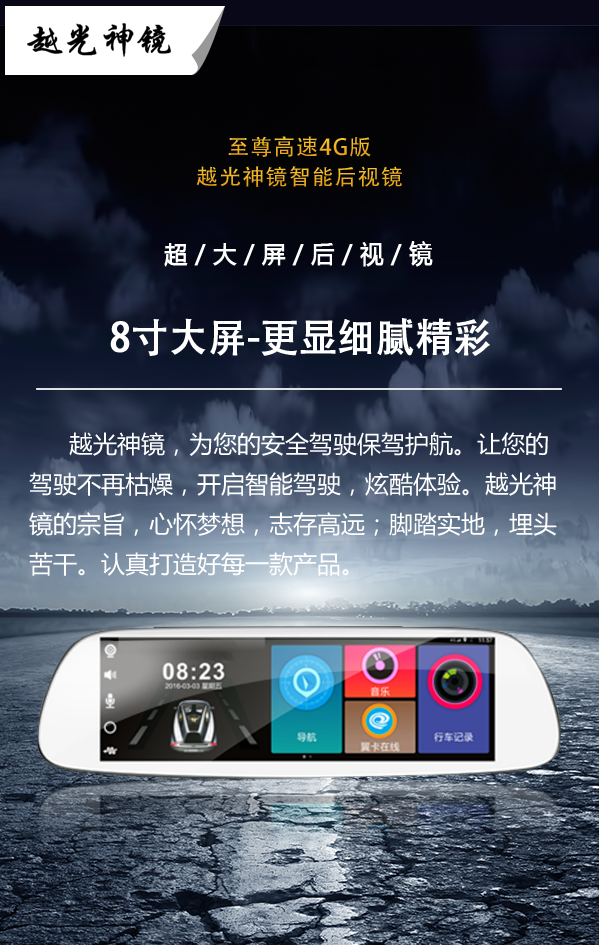 越光神镜
至尊高速4G版
越光神镜智能后视镜
超/大/屏/后/视/镜
8寸大屏-更显细腻精彩
越光神镜，为您的安全驾驶保驾护航。让您的
驾驶不再枯燥，开启智能驾驶，炫酷体验。越光神
镜的宗旨，心怀梦想，志存高远；脚踏实地，埋头
苦干。认真打造好每一款产品。
08:23
2016-03-03 星期五
导航
音乐
翼卡在线
行车记录